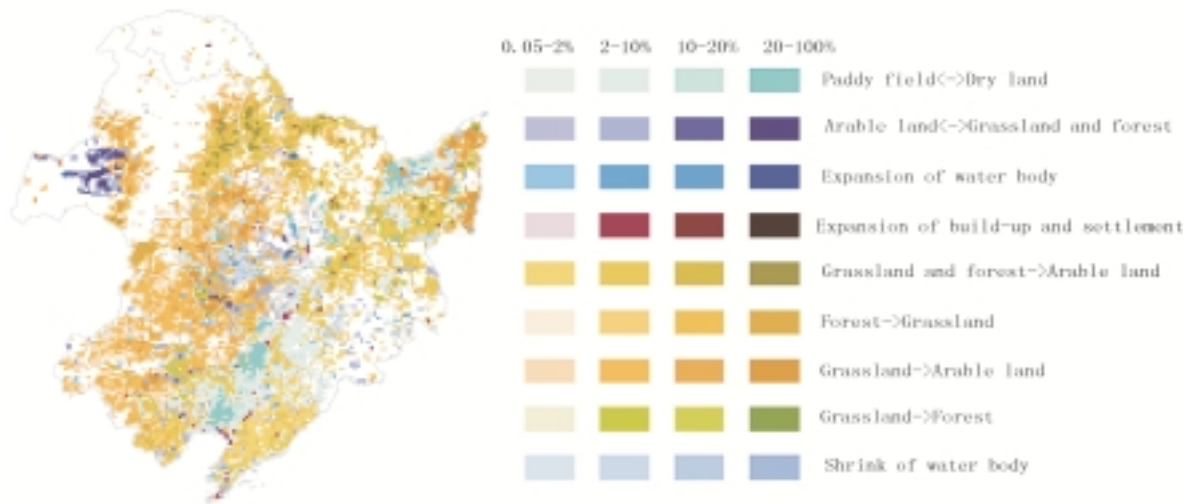 0.05-2% 2-10% 10-20% 20-100%
Paddy field<->Dry land
Arable land<->Grassland and forest
Expansion of water body
Expansion of build-up and settlement
Grassland and forest->Arable land
Forest->Grassland
Grassland->Arable land
Grassland->Forest
Shrink of water body